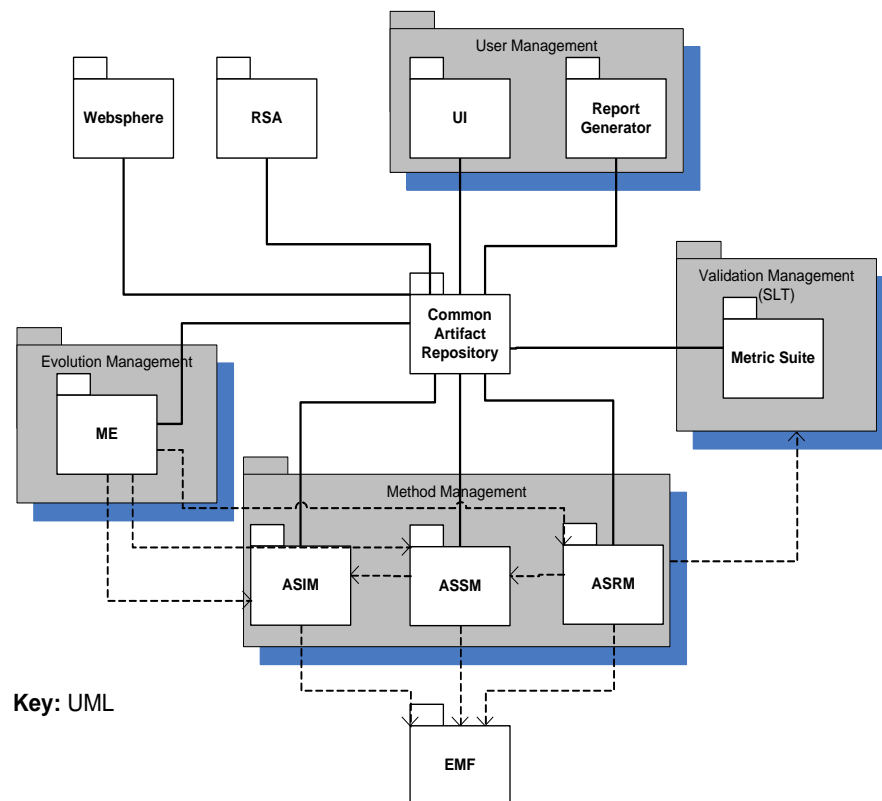 User Management
Websphere
RSA
UI
Report
Generator
Validation Management
(SLT)
Common
Artifact
Repository
Metric Suite
Evolution Management
ME
Method Management
ASIM
ASSM
ASRM
Key: UML
EMF